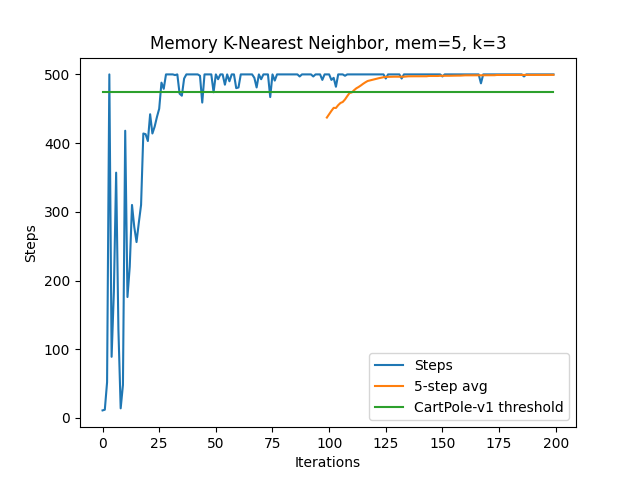 Memory K-Nearest Neighbor, mem=5, k=3
Steps
500
400
300
200
100
0
0 25 50 75 100 125 150 175 200
Iterations
Steps
5-step avg
CartPole-v1 threshold